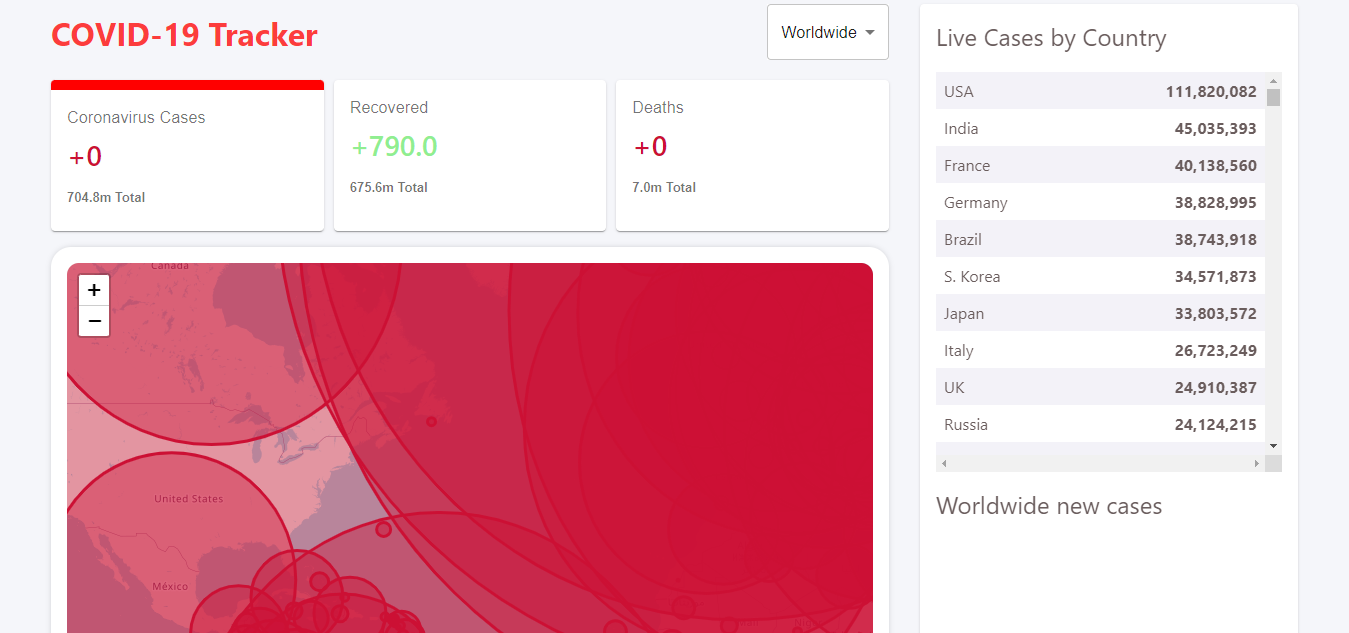 COVID-19 Tracker
Worldwide
Coronavirus Cases
+0
704.8m Total
Recovered
+790.0
675.6m Total
Deaths
+0
7.0m Total
+
−
Canada
United States
México
Live Cases by Country
USA 111,820,082
India 45,035,393
France 40,138,560
Germany 38,828,995
Brazil 38,743,918
S. Korea 34,571,873
Japan 33,803,572
Italy 26,723,249
UK 24,910,387
Russia 24,124,215
Worldwide new cases